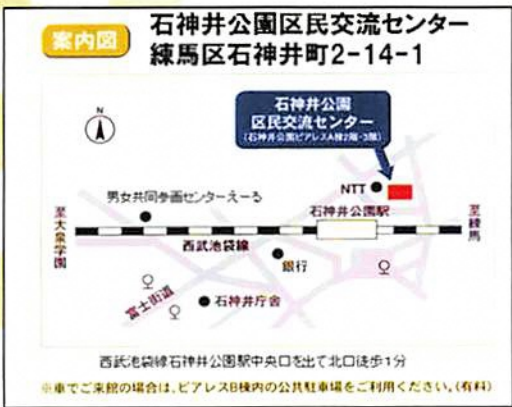 案内図
石神井公園区民交流センター
練馬区石神井町2-14-1
N
石神井公園
区民交流センター
(石神井公園ピアレスA棟2階・3階)
NTT
男女共同参画センターえーる
石神井公園駅
至大泉学園
至練馬
西武池袋線
銀行
富士街道
石神井庁舎
西武池袋線石神井公園駅中央口を出て北口徒歩1分
※車でご来館の場合は、ピアレスB棟内の公共駐車場をご利用ください。(有料)